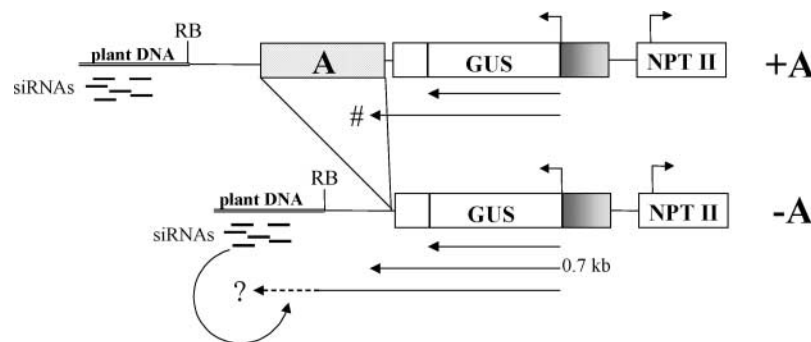 RB
plant DNA A GUS NPT II +A
siRNAs
#
RB
plant DNA GUS NPT II -A
siRNAs
0.7 kb
?